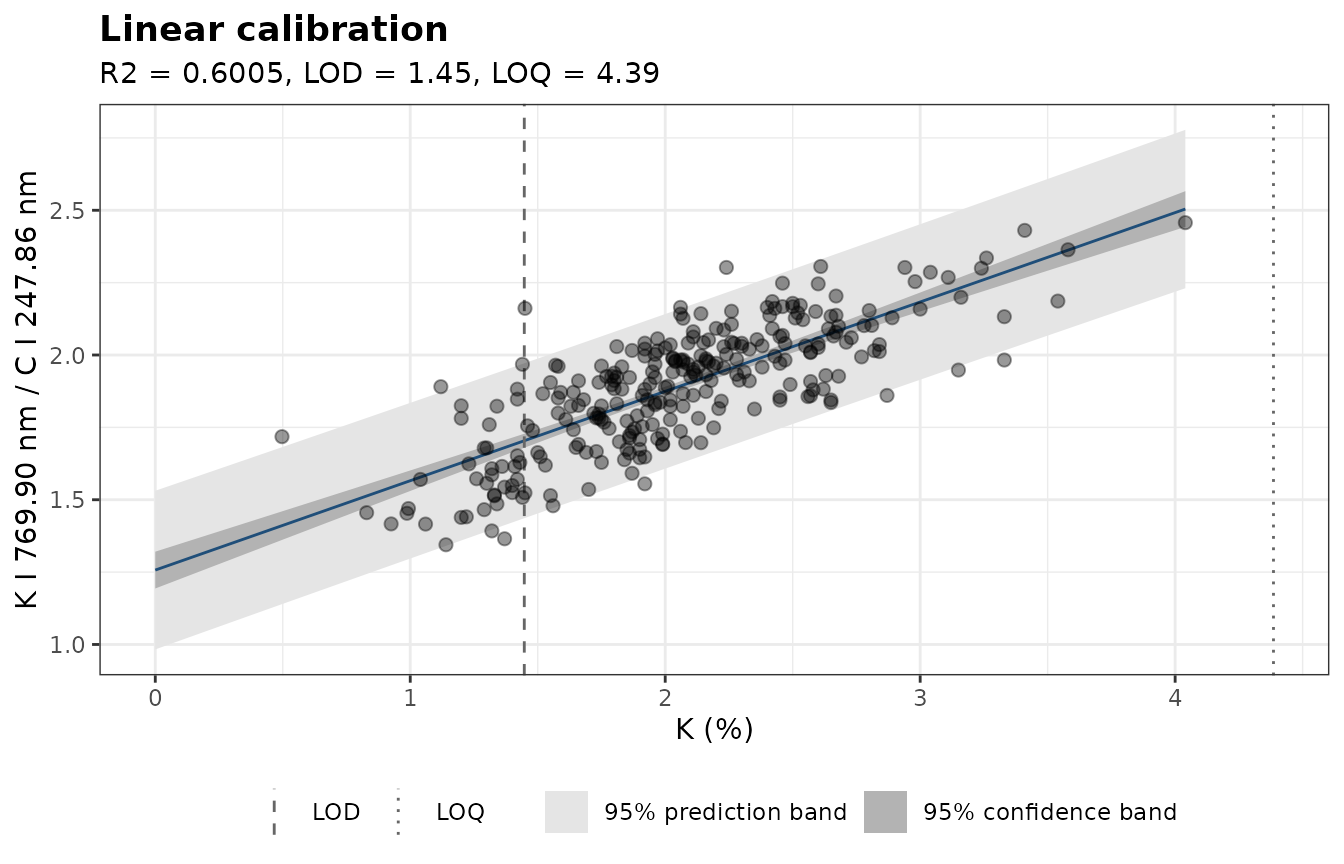 Linear calibration
R2 = 0.6005, LOD = 1.45, LOQ = 4.39
K I 769.90 nm / C I 247.86 nm
2.5
2.0
1.5
1.0
0 1 2 3 4
K (%)
LOD LOQ 95% prediction band 95% confidence band